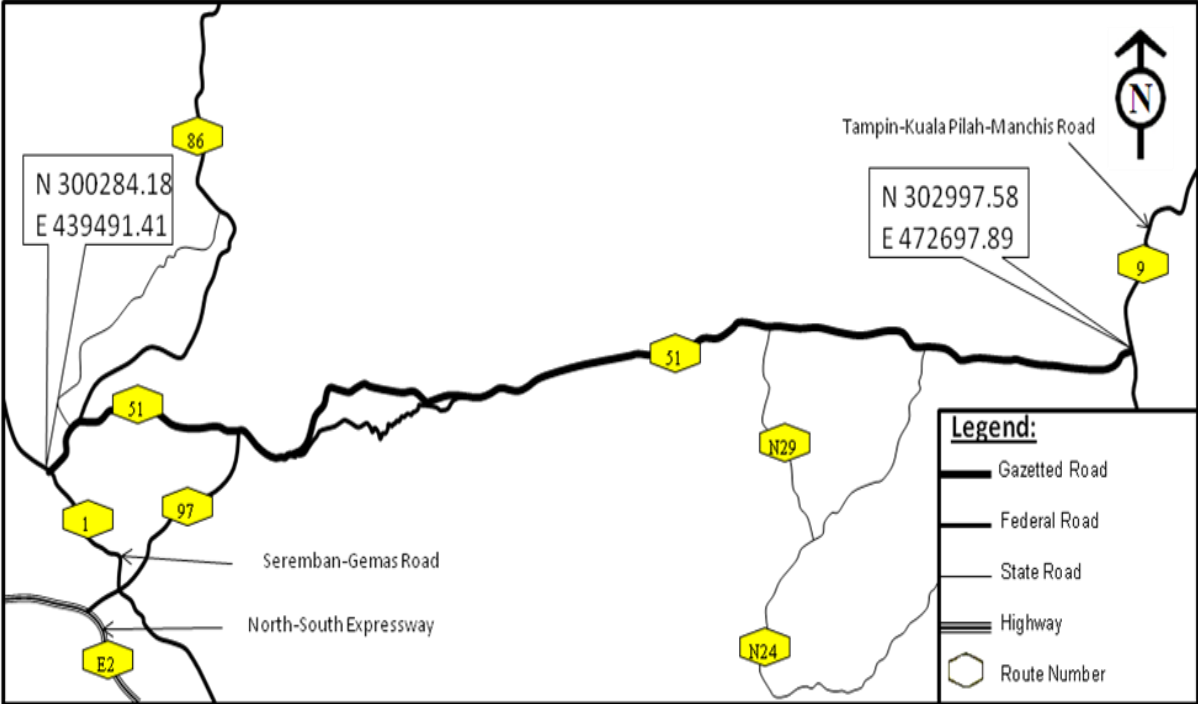 N
86
Tampin-Kuala Pilah-Manchis Road
N 300284.18
E 439491.41
N 302997.58
E 472697.89
9
51
51
N29
1
97
Seremban-Gemas Road
North-South Expressway
E2
N24
Legend:
Gazetted Road
Federal Road
State Road
Highway
Route Number